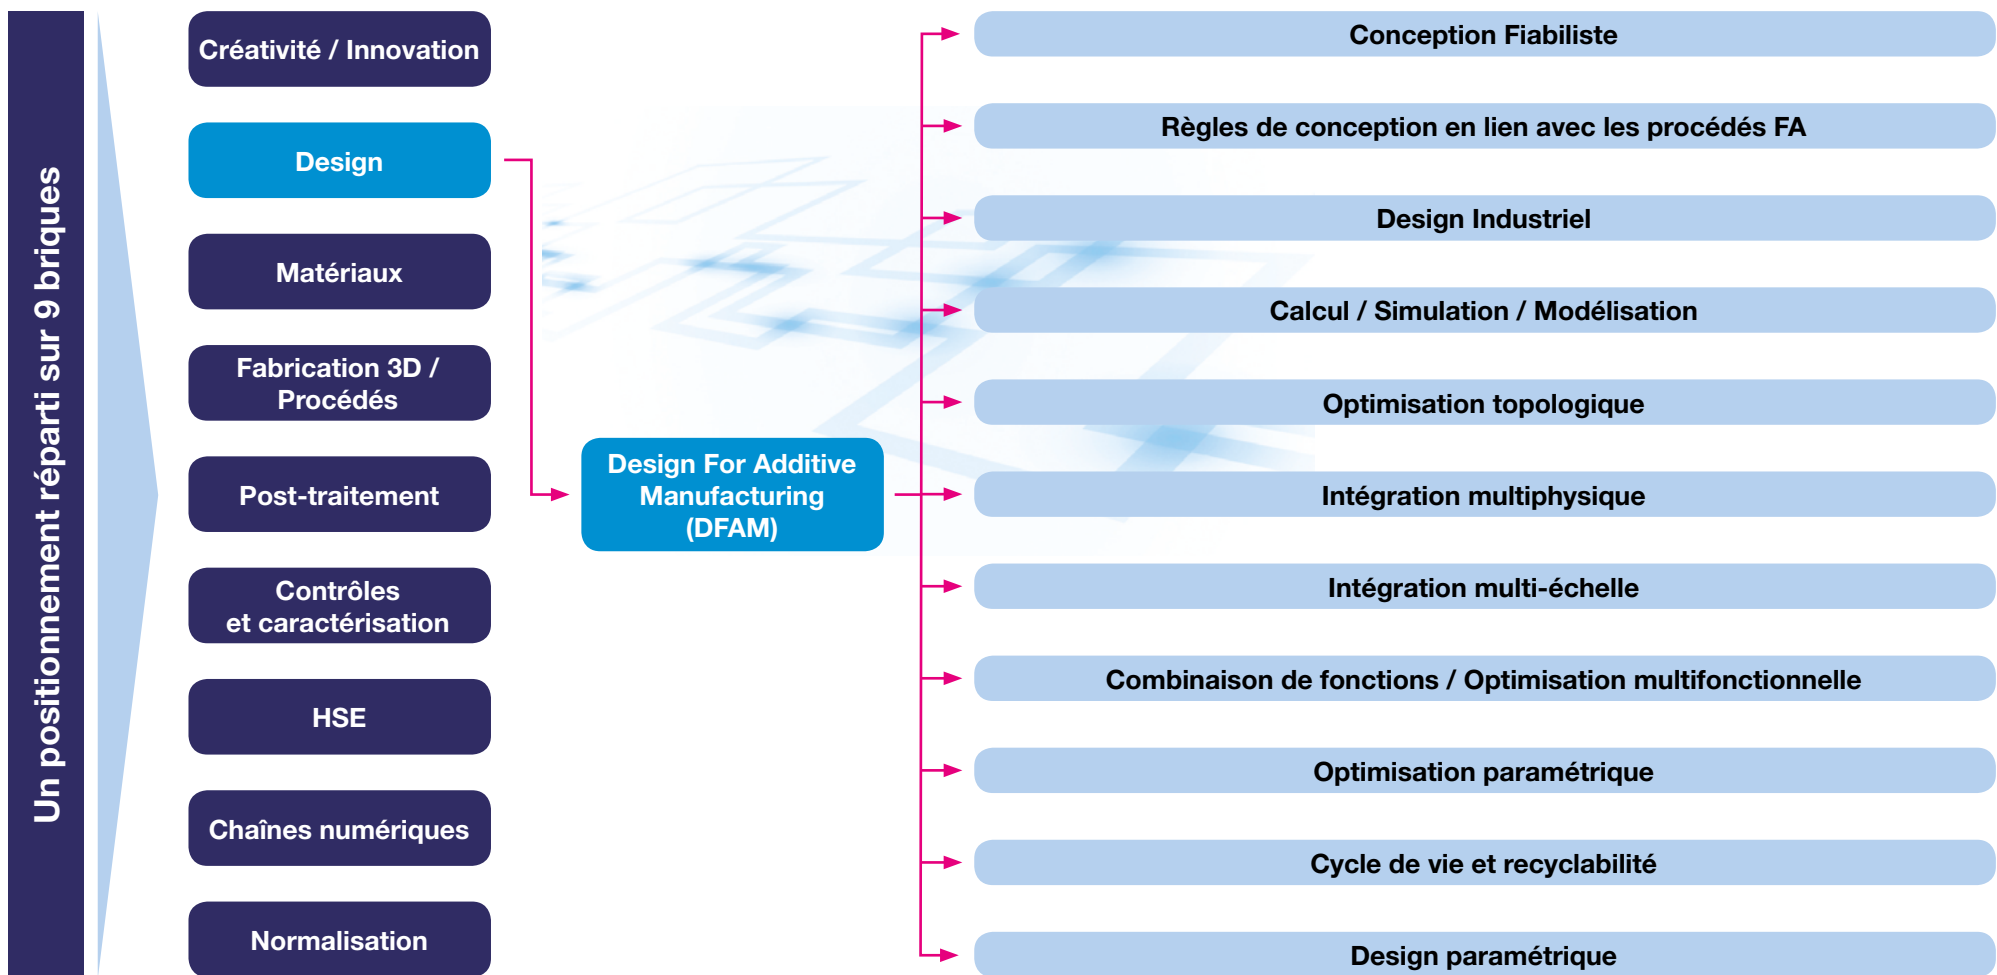 Un positionnement réparti sur 9 briques
Créativité / Innovation
Design
Matériaux
Fabrication 3D /
Procédés
Post-traitement
Contrôles
et caractérisation
HSE
Chaînes numériques
Normalisation
Design For Additive
Manufacturing
(DFAM)
Conception Fiabiliste
Règles de conception en lien avec les procédés FA
Design Industriel
Calcul / Simulation / Modélisation
Optimisation topologique
Intégration multiphysique
Intégration multi-échelle
Combinaison de fonctions / Optimisation multifonctionnelle
Optimisation paramétrique
Cycle de vie et recyclabilité
Design paramétrique